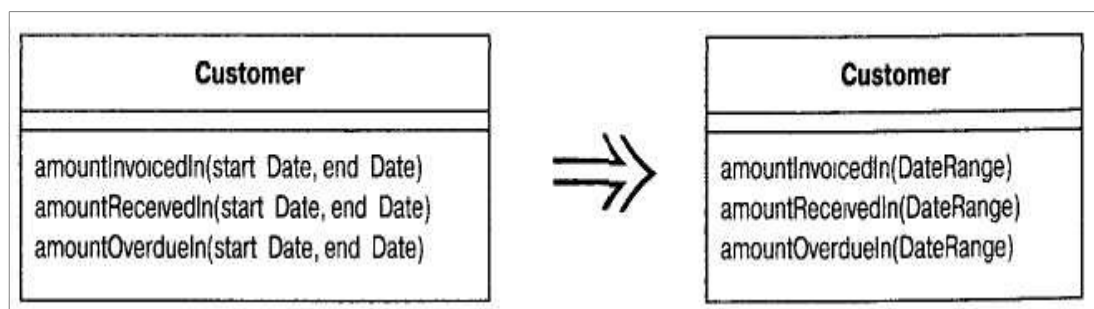 Customer
amountInvoicedIn(start Date, end Date)
amountReceivedIn(start Date, end Date)
amountOverdueIn(start Date, end Date)
Customer
amountInvoicedIn(DateRange)
amountReceivedIn(DateRange)
amountOverdueIn(DateRange)